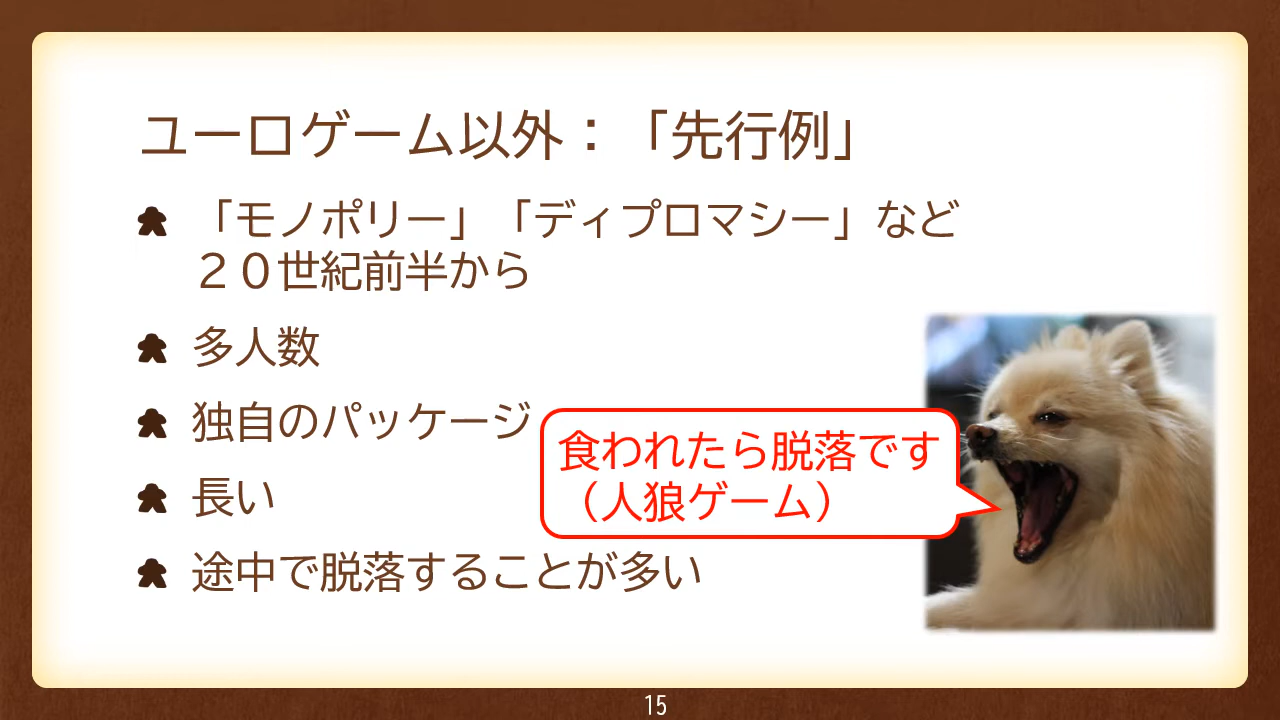 ユーロゲーム以外：「先行例」
「モノポリー」「ディプロマシー」など
２０世紀前半から
多人数
独自のパッケージ
長い
途中で脱落することが多い
食われたら脱落です
（人狼ゲーム）
15